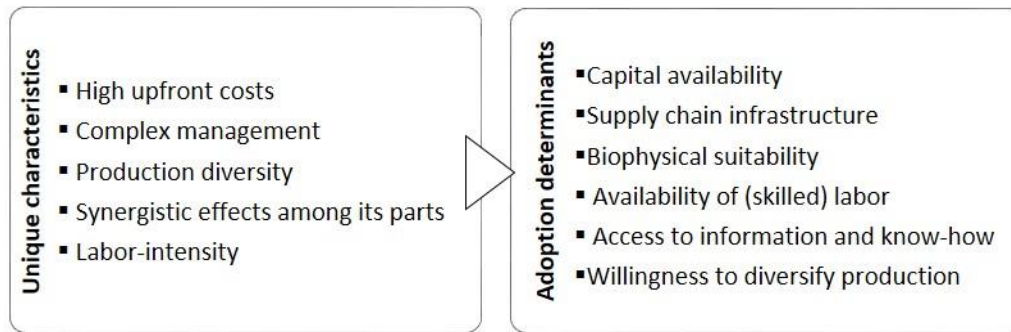 Unique characteristics
▪ High upfront costs
▪ Complex management
▪ Production diversity
▪ Synergistic effects among its parts
▪ Labor-intensity
Adoption determinants
▪Capital availability
▪Supply chain infrastructure
▪Biophysical suitability
▪ Availability of (skilled) labor
▪ Access to information and know-how
▪Willingness to diversify production